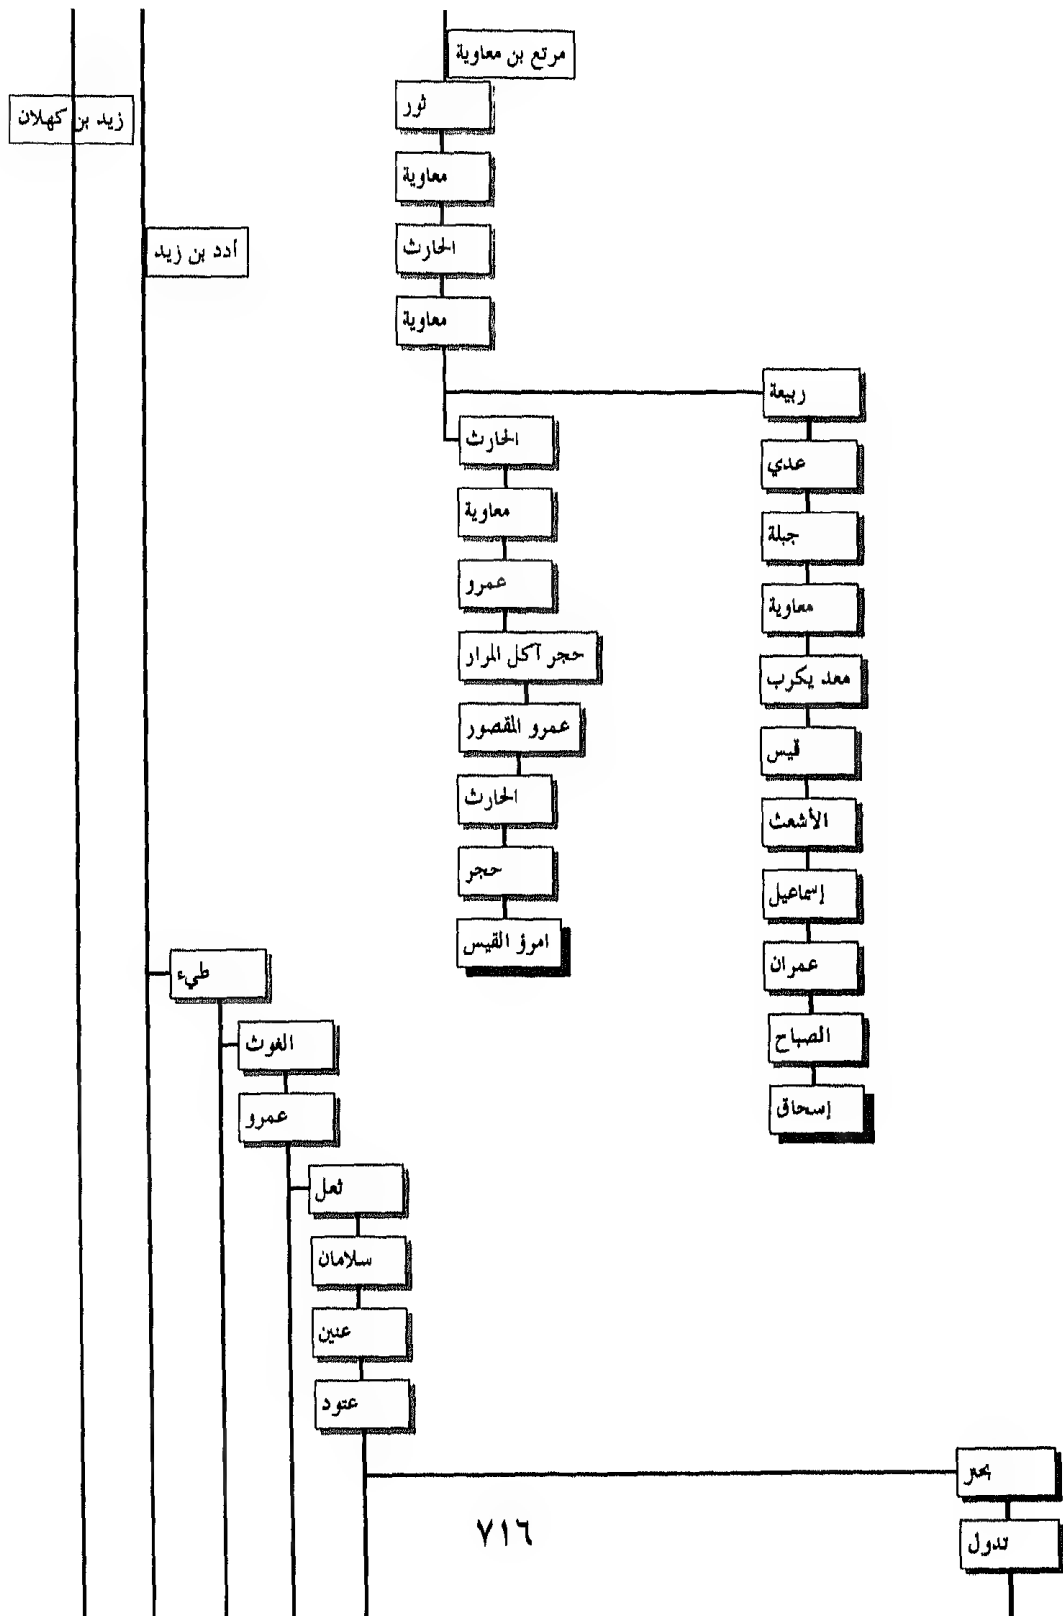 مرتع بن معاوية
ثور
زيد بن كهلان
معاوية
الحارث
أدد بن زيد
معاوية
ربيعة
الحارث
عدي
معاوية
جبلة
عمرو
معاوية
حجر آكل المرار
معد يكرب
عمرو المقصور
قيس
الحارث
الأشعث
حجر
إسماعيل
امرؤ القيس
عمران
طيء
الصباح
الغوث
إسحاق
عمرو
ثعل
سلامان
عنين
عتود
بحتر
تدول
٧١٦